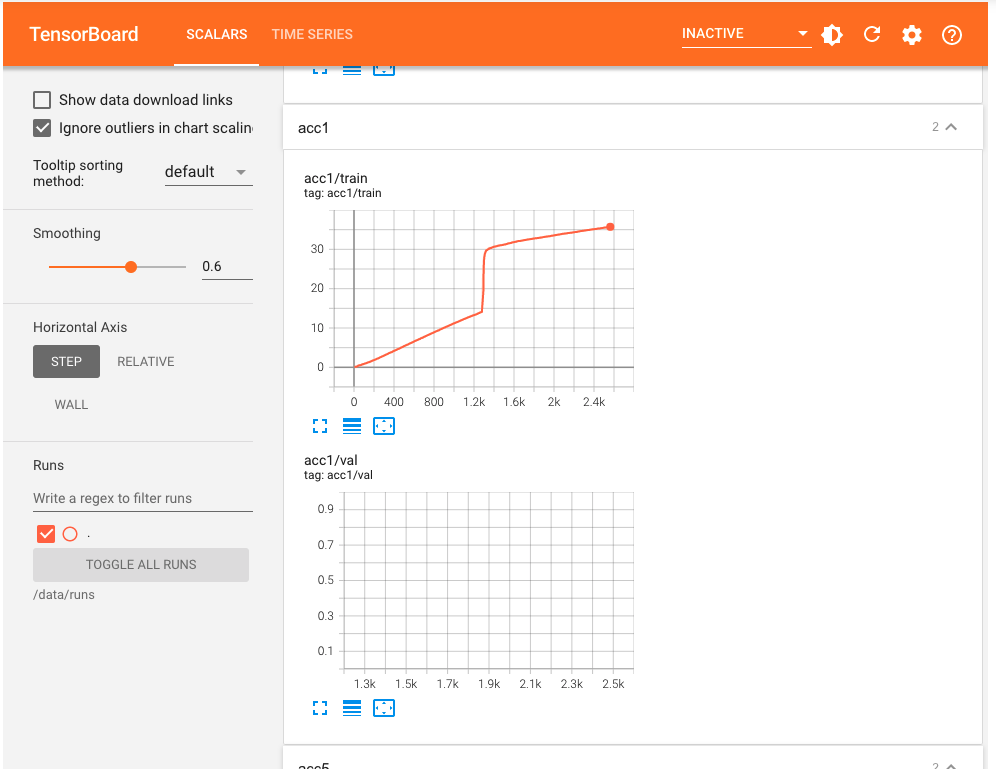 TensorBoard
SCALARS
TIME SERIES
INACTIVE
Show data download links
Ignore outliers in chart scalin
Tooltip sorting
method:
default
Smoothing
0.6
Horizontal Axis
STEP
RELATIVE
WALL
Runs
Write a regex to filter runs
.
TOGGLE ALL RUNS
/data/runs
acc1
2
acc1/train
tag: acc1/train
30
20
10
0
0 400 800 1.2k 1.6k 2k 2.4k
acc1/val
tag: acc1/val
0.9
0.7
0.5
0.3
0.1
1.3k 1.5k 1.7k 1.9k 2.1k 2.3k 2.5k
acc5
2